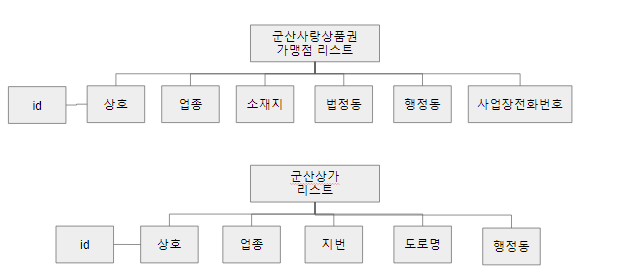 군산사랑상품권
가맹점 리스트
id
상호
업종
소재지
법정동
행정동
사업장전화번호
군산상가
리스트
id
상호
업종
지번
도로명
행정동